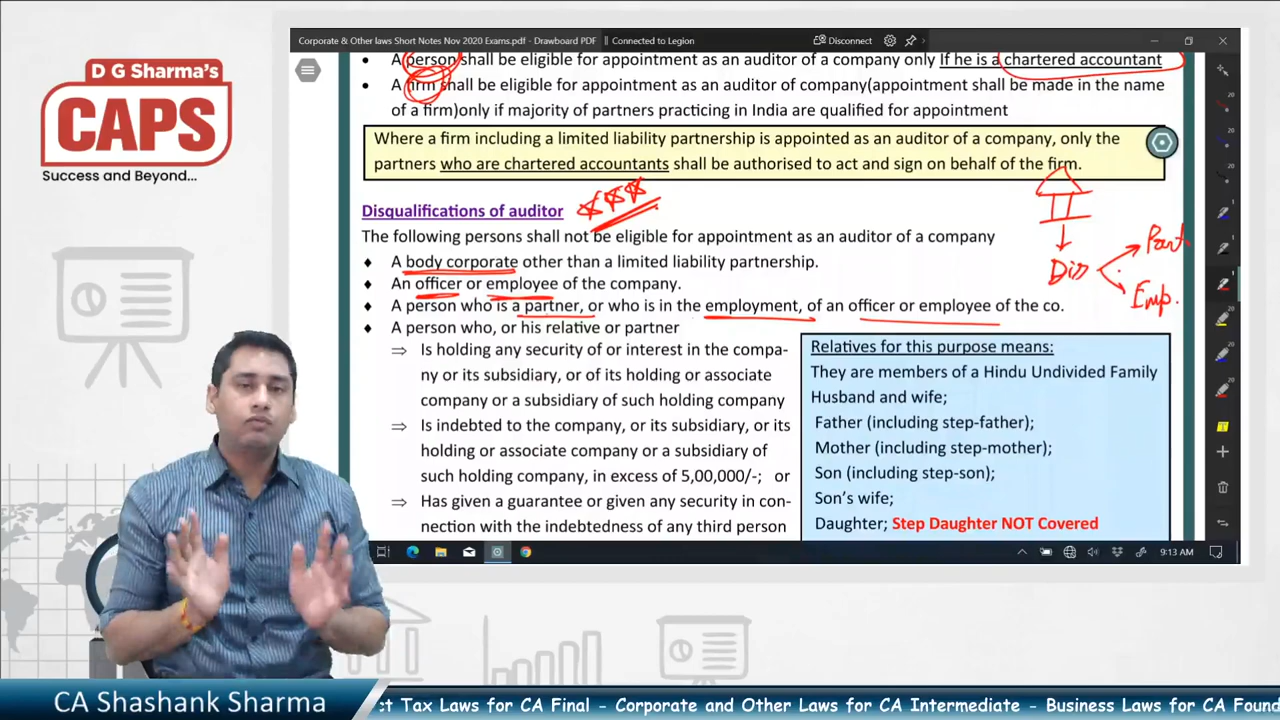 D G Sharma's
CAPS
Success and Beyond...
Corporate & Other laws Short Notes Nov 2020 Exams.pdf - Drawboard PDF
Connected to Legion
Disconnect
A person shall be eligible for appointment as an auditor of a company only If he is a chartered accountant
A firm shall be eligible for appointment as an auditor of company(appointment shall be made in the name
of a firm)only if majority of partners practicing in India are qualified for appointment
Where a firm including a limited liability partnership is appointed as an auditor of a company, only the
partners who are chartered accountants shall be authorised to act and sign on behalf of the firm.
Disqualifications of auditor
The following persons shall not be eligible for appointment as an auditor of a company
A body corporate other than a limited liability partnership.
An officer or employee of the company.
A person who is a partner, or who is in the employment, of an officer or employee of the co.
A person who, or his relative or partner
Is holding any security of or interest in the compa-
ny or its subsidiary, or of its holding or associate
company or a subsidiary of such holding company
Is indebted to the company, or its subsidiary, or its
holding or associate company or a subsidiary of
such holding company, in excess of 5,00,000/-; or
Has given a guarantee or given any security in con-
nection with the indebtedness of any third person
Part
Emp.
Relatives for this purpose means:
They are members of a Hindu Undivided Family
Husband and wife;
Father (including step-father);
Mother (including step-mother);
Son (including step-son);
Son's wife;
Daughter; Step Daughter NOT Covered
9:13 AM
CA Shashank Sharma
ct Tax Laws for CA Final - Corporate and Other Laws for CA Intermediate - Business Laws for CA Found